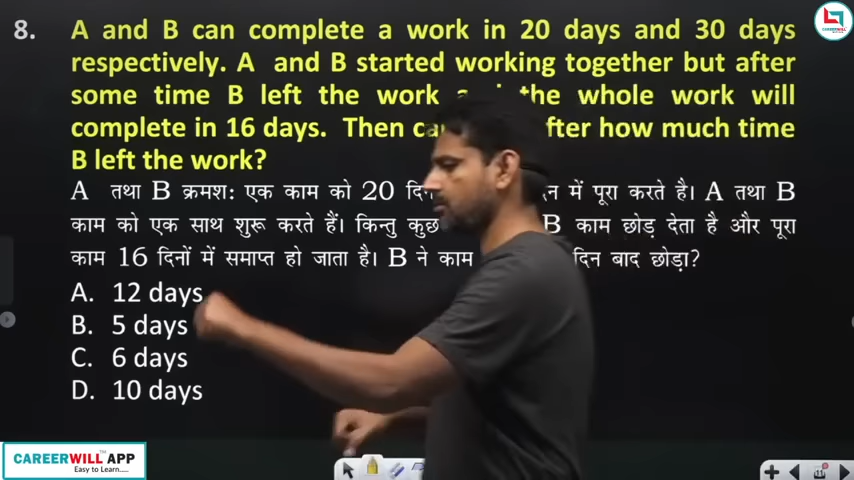 8. A and B can complete a work in 20 days and 30 days
respectively. A and B started working together but after
some time B left the work the whole work will
complete in 16 days. Then after how much time
B left the work?
A तथा B क्रमश: एक काम को 20 में पूरा करते है। A तथा B
काम को एक साथ शुरू करते हैं। किन्तु B काम छोड़ देता है और पूरा
काम 16 दिनों में समाप्त हो जाता है। B ने काम दिन बाद छोड़ा?
A. 12 days
B. 5 days
C. 6 days
D. 10 days
CAREERWILL APP
Easy to Learn.....
CAREERWILL